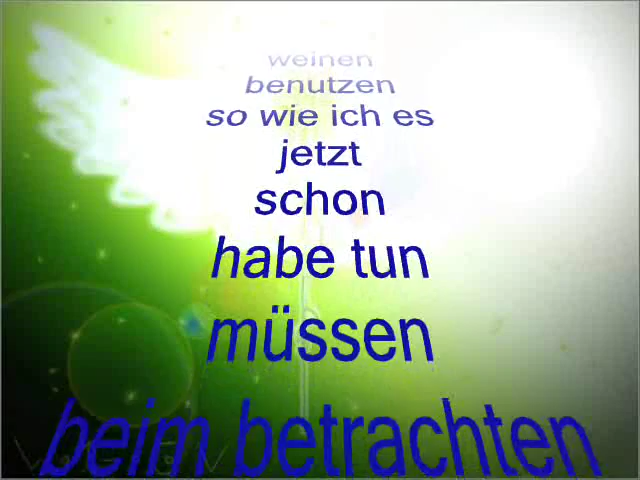 weinen
benutzen
so wie ich es
jetzt
schon
habe tun
müssen
beim betrachten